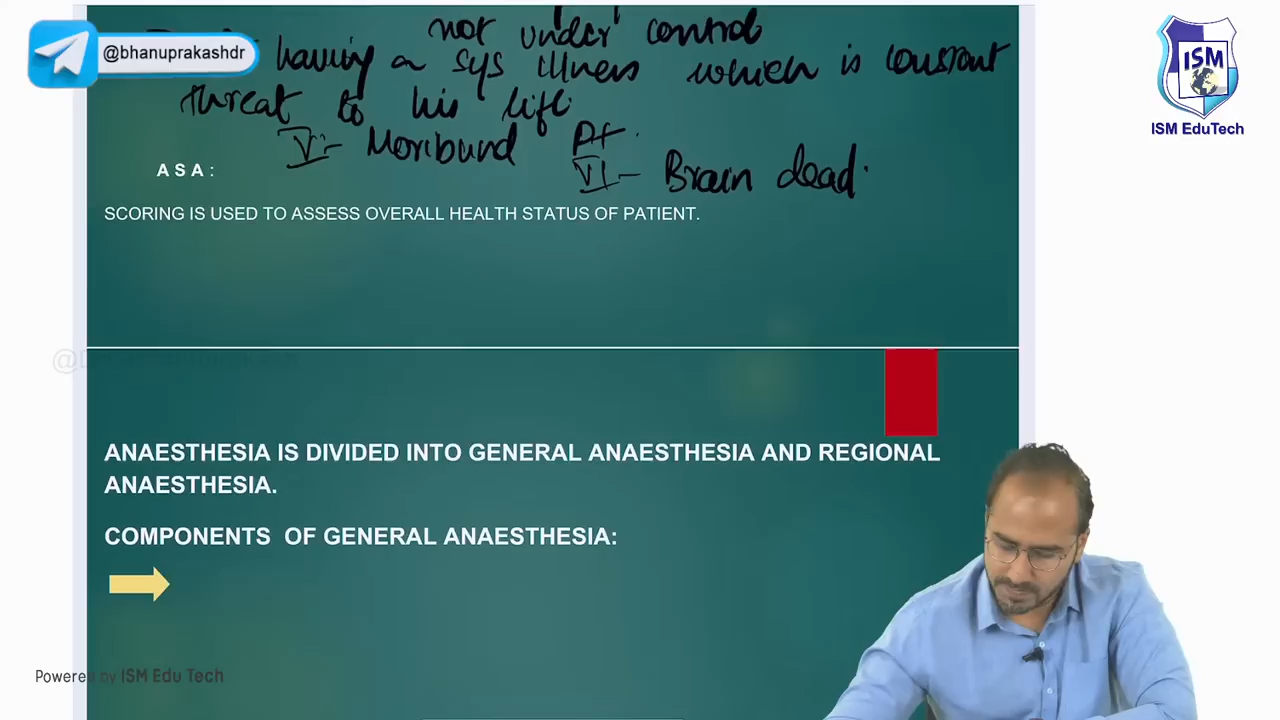 not under control
@bhanuprakashdr
having a sys illness which is constant
threat to his life
V - Moribund Pt.
VI - Brain dead.
ASA:
SCORING IS USED TO ASSESS OVERALL HEALTH STATUS OF PATIENT.
ISM
ISM EduTech
ANAESTHESIA IS DIVIDED INTO GENERAL ANAESTHESIA AND REGIONAL
ANAESTHESIA.
COMPONENTS OF GENERAL ANAESTHESIA:
Powered by ISM Edu Tech